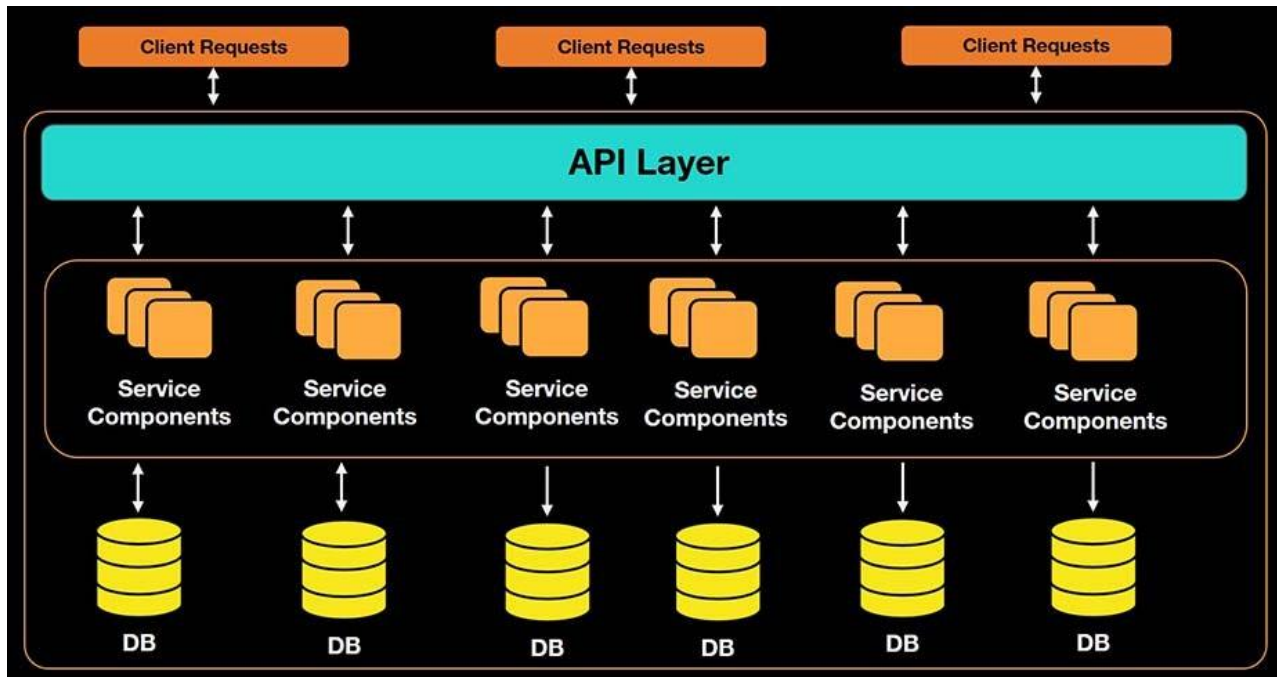 Client Requests
Client Requests
Client Requests
API Layer
Service
Components
Service
Components
Service
Components
Service
Components
Service
Components
Service
Components
DB
DB
DB
DB
DB
DB